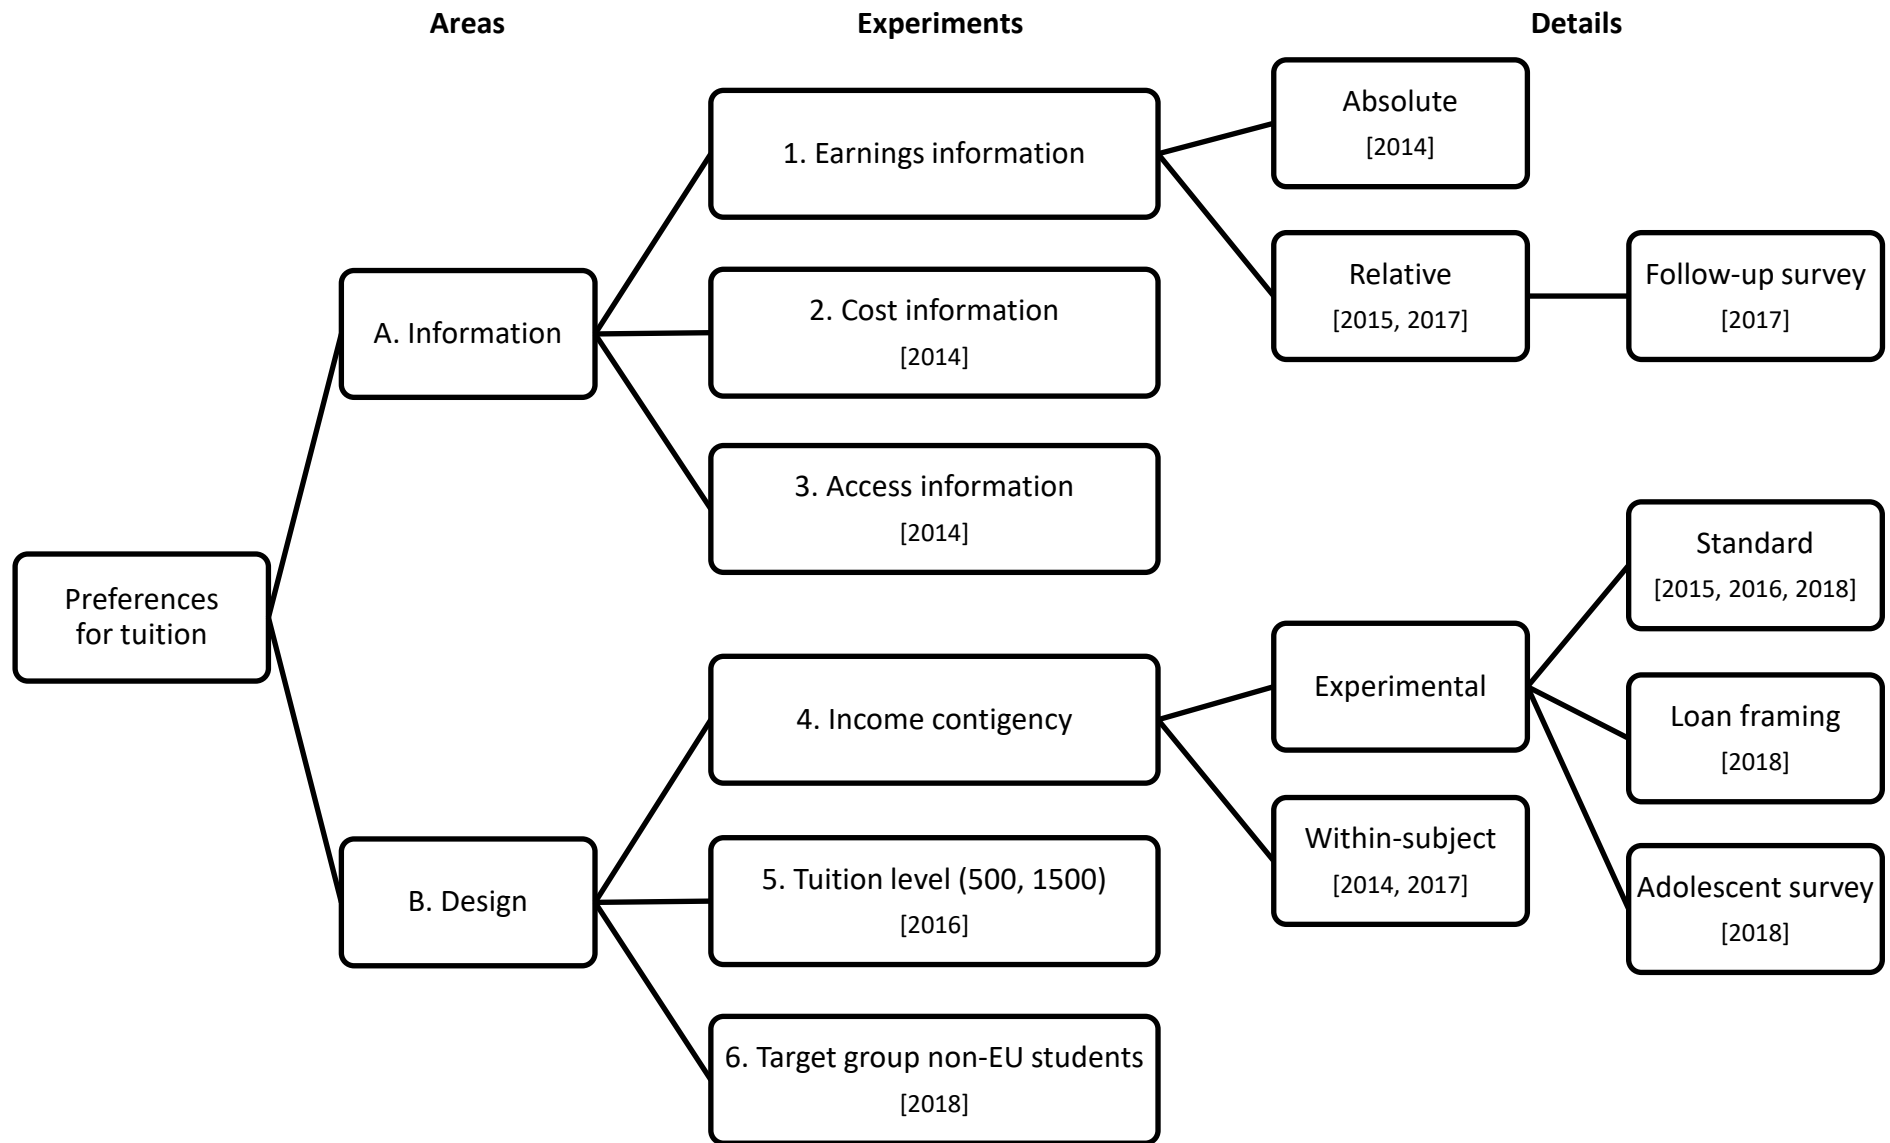 Areas
Experiments
Details
Preferences
for tuition
A. Information
1. Earnings information
Absolute
[2014]
Relative
[2015, 2017]
Follow-up survey
[2017]
2. Cost information
[2014]
3. Access information
[2014]
B. Design
4. Income contigency
Experimental
Standard
[2015, 2016, 2018]
Loan framing
[2018]
Adolescent survey
[2018]
Within-subject
[2014, 2017]
5. Tuition level (500, 1500)
[2016]
6. Target group non-EU students
[2018]